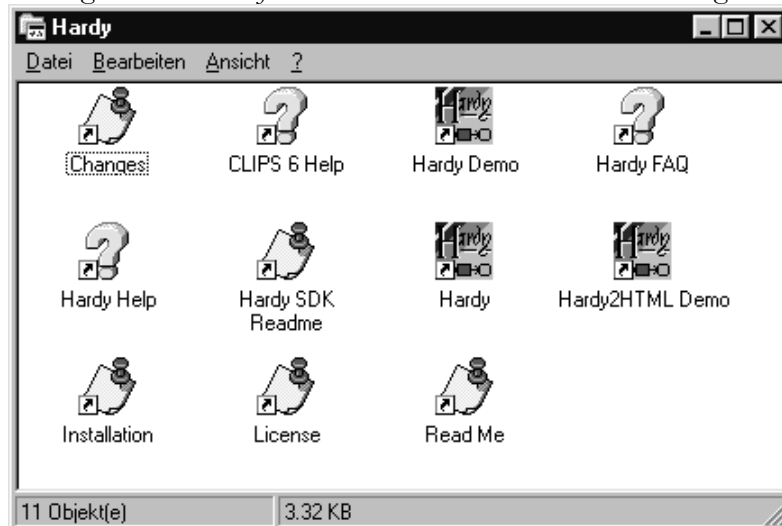 Hardy
Datei Bearbeiten Ansicht ?
Changes CLIPS 6 Help Hardy Demo Hardy FAQ
Hardy Help Hardy SDK Readme Hardy Hardy2HTML Demo
Installation License Read Me
11 Objekt(e) 3.32 KB